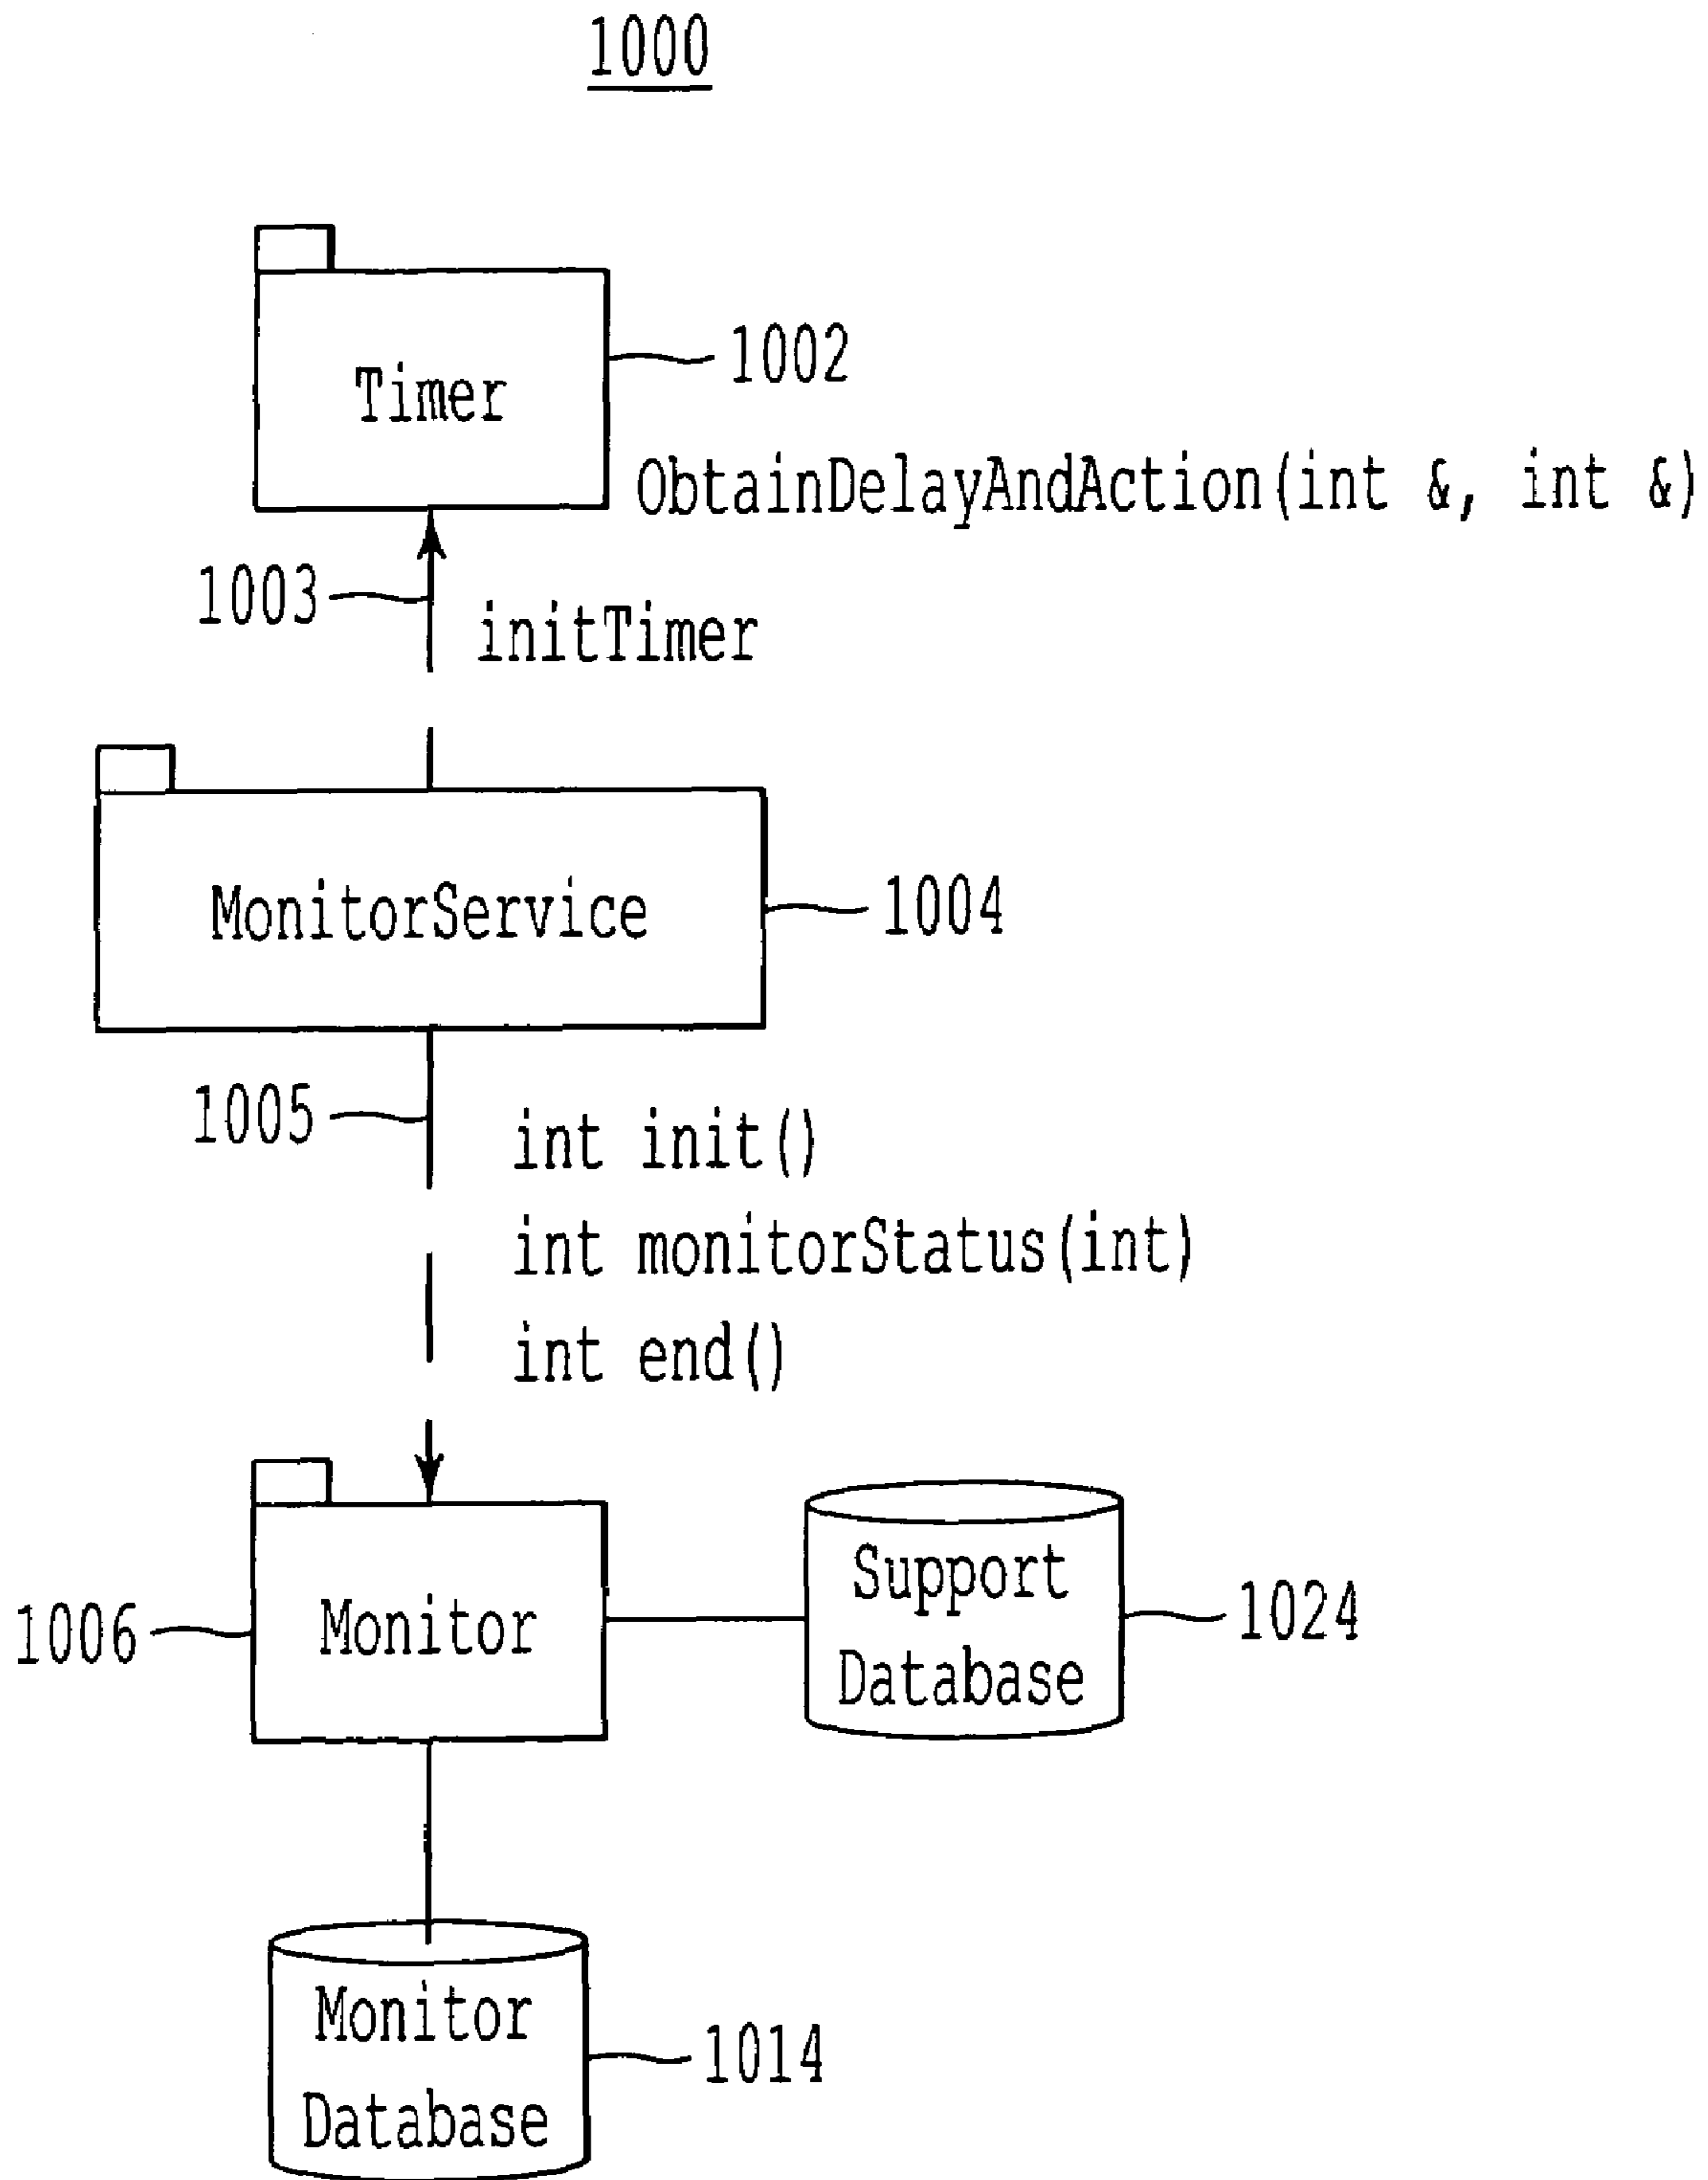 1000
1002
Timer
ObtainDelayAndAction(int &, int &)
1003
initTimer
MonitorService
1004
1005
int init()
int monitorStatus(int)
int end()
1006
Monitor
Support
Database
1024
Monitor
Database
1014